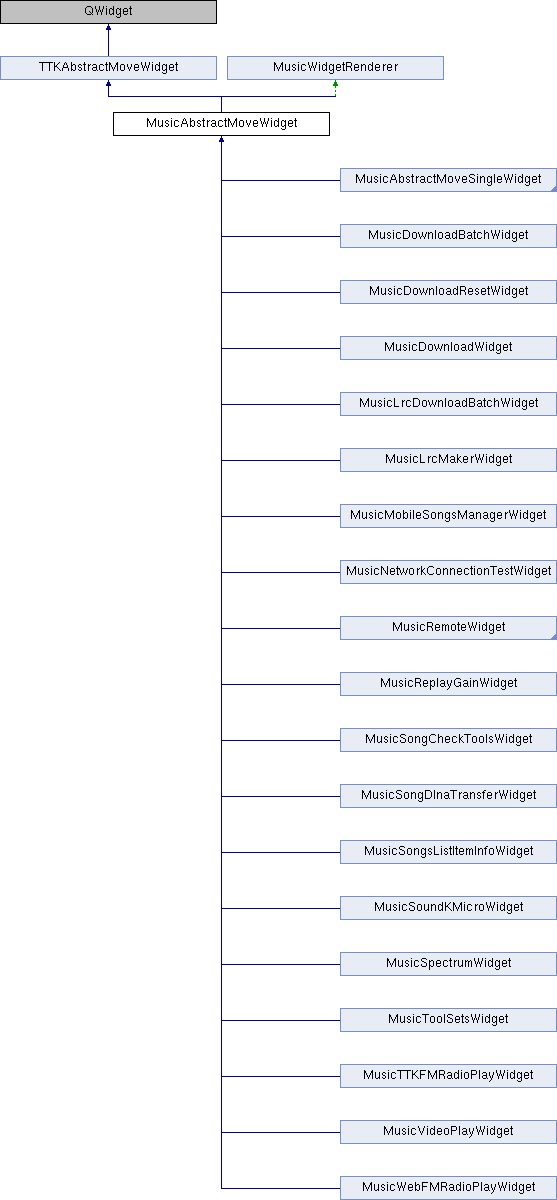 QWidget
TTKAbstractMoveWidget
MusicWidgetRenderer
MusicAbstractMoveWidget
MusicAbstractMoveSingleWidget
MusicDownloadBatchWidget
MusicDownloadResetWidget
MusicDownloadWidget
MusicLrcDownloadBatchWidget
MusicLrcMakerWidget
MusicMobileSongsManagerWidget
MusicNetworkConnectionTestWidget
MusicRemoteWidget
MusicReplayGainWidget
MusicSongCheckToolsWidget
MusicSongDlnaTransferWidget
MusicSongsListItemInfoWidget
MusicSoundKMicroWidget
MusicSpectrumWidget
MusicToolSetsWidget
MusicTTKFMRadioPlayWidget
MusicVideoPlayWidget
MusicWebFMRadioPlayWidget